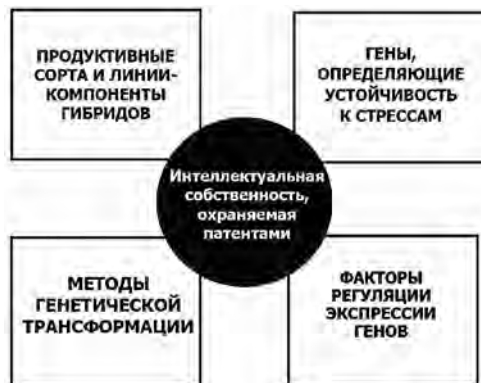 ПРОДУКТИВНЫЕ
СОРТА И ЛИНИИ-
КОМПОНЕНТЫ
ГИБРИДОВ
ГЕНЫ,
ОПРЕДЕЛЯЮЩИЕ
УСТОЙЧИВОСТЬ
К СТРЕССАМ
Интеллектуальная
собственность,
охраняемая
патентами
МЕТОДЫ
ГЕНЕТИЧЕСКОЙ
ТРАНСФОРМАЦИИ
ФАКТОРЫ
РЕГУЛЯЦИИ
ЭКСПРЕССИИ
ГЕНОВ